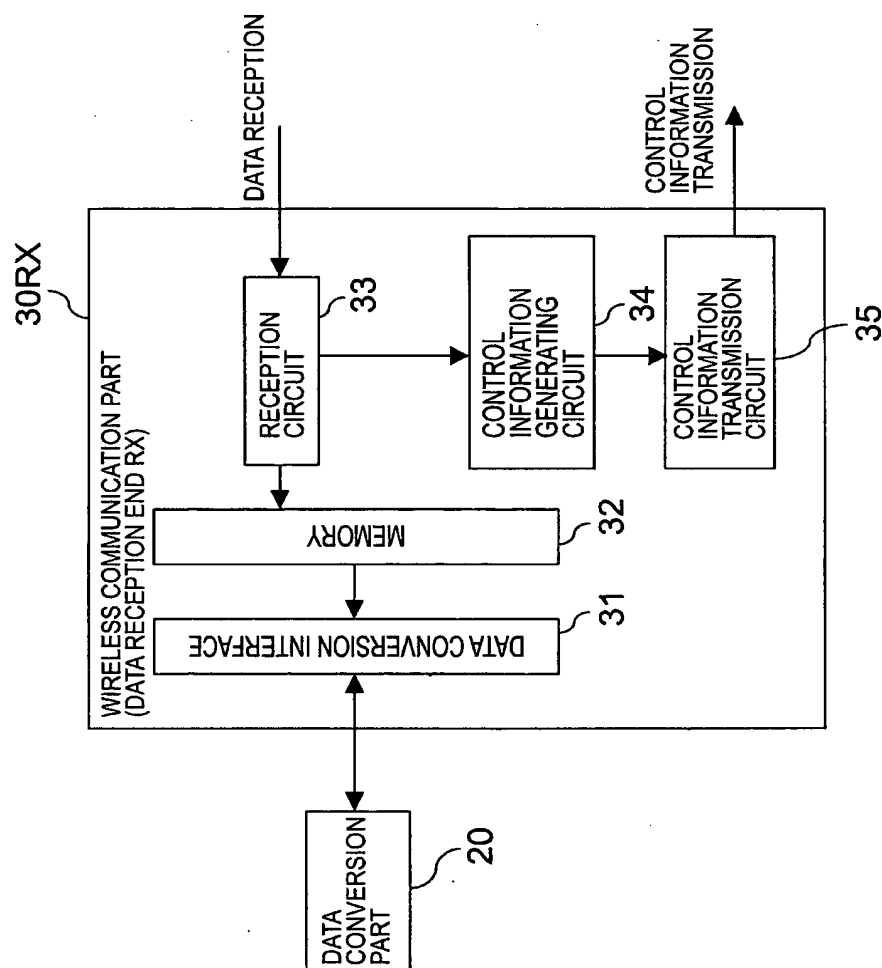 30RX
WIRELESS COMMUNICATION PART
(DATA RECEPTION END RX)
DATA RECEPTION
RECEPTION
CIRCUIT
33
MEMORY
32
DATA CONVERSION INTERFACE
31
DATA
CONVERSION
PART
20
CONTROL
INFORMATION
GENERATING
CIRCUIT
34
CONTROL
INFORMATION
TRANSMISSION
CIRCUIT
35
CONTROL
INFORMATION
TRANSMISSION